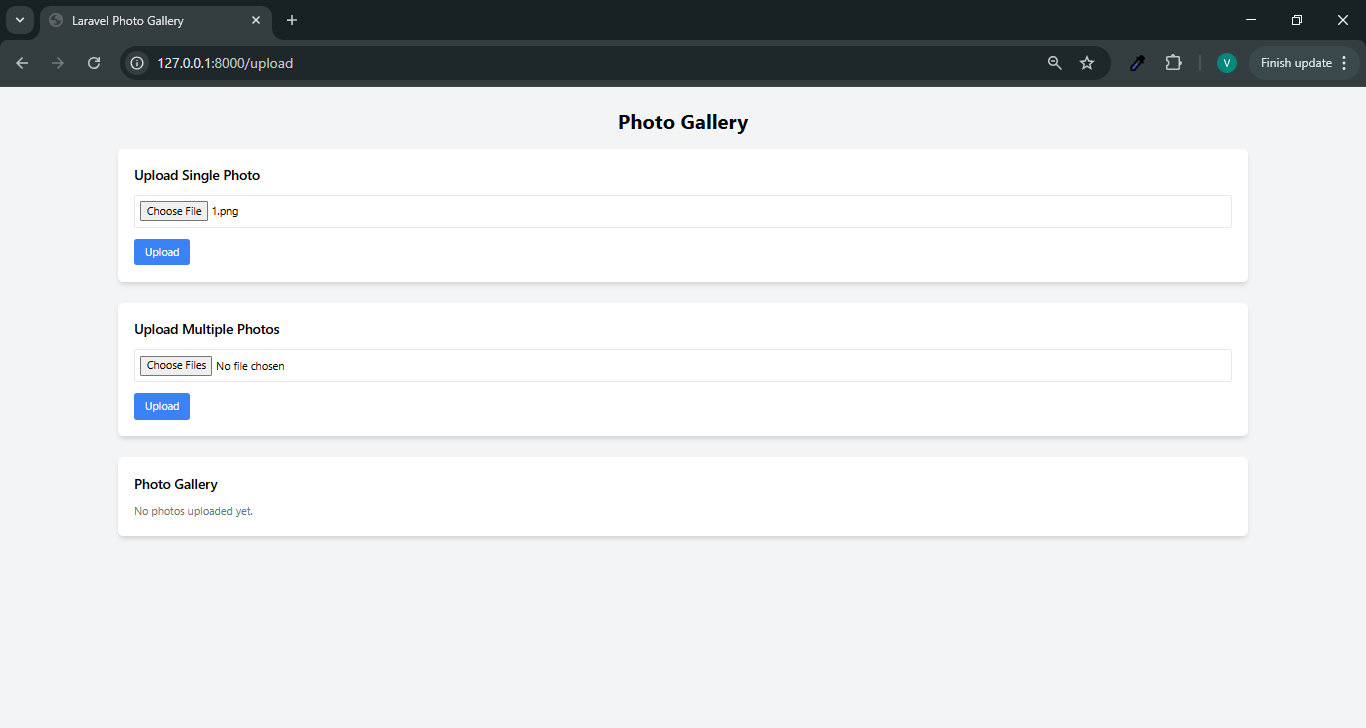 Laravel Photo Gallery
127.0.0.1:8000/upload
V
Finish update
Photo Gallery
Upload Single Photo
Choose File 1.png
Upload
Upload Multiple Photos
Choose Files No file chosen
Upload
Photo Gallery
No photos uploaded yet.